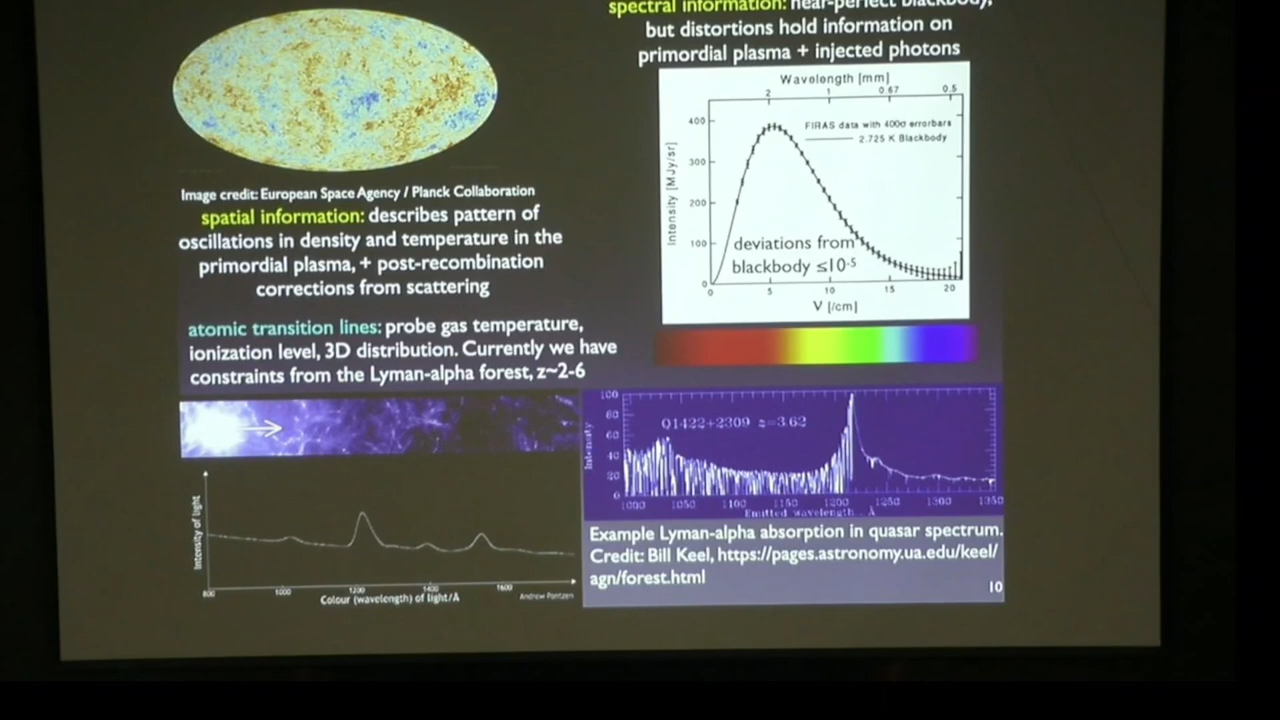 spectral information: near-perfect blackbody,
but distortions hold information on
primordial plasma + injected photons
Image credit: European Space Agency / Planck Collaboration
spatial information: describes pattern of
oscillations in density and temperature in the
primordial plasma, + post-recombination
corrections from scattering
Wavelength [mm]
2 1 0.67 0.5
FIRAS data with 400σ errorbars
2.725 K Blackbody
Intensity [MJy/sr]
400
300
200
100
0
deviations from
blackbody ≤10-5
0 5 10 15 20
ν [/cm]
atomic transition lines: probe gas temperature,
ionization level, 3D distribution. Currently we have
constraints from the Lyman-alpha forest, z~2-6
Intensity of light
800 1000 1200 1400 1600
Colour (wavelength) of light/Å
Andrew Pontzen
Q1422+2309 z=3.62
Intensity
100
80
60
40
20
0
1000 1050 1100 1150 1200 1250 1300 1350
Emitted wavelength, Å
Example Lyman-alpha absorption in quasar spectrum.
Credit: Bill Keel, https://pages.astronomy.ua.edu/keel/
agn/forest.html
10